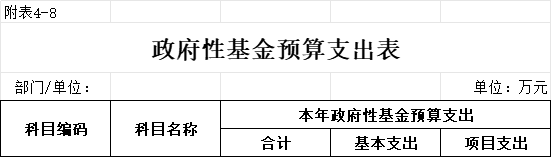 附表4-8
政府性基金预算支出表
部门/单位： 单位：万元
科目编码 科目名称 本年政府性基金预算支出
合计 基本支出 项目支出